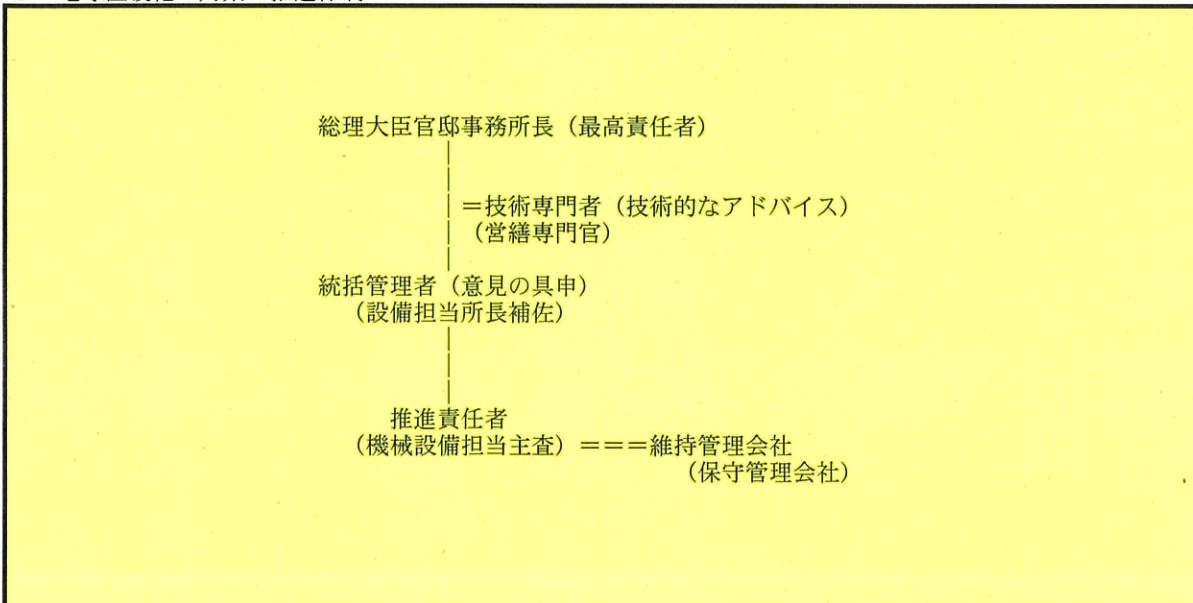 総理大臣官邸事務所長（最高責任者）
＝技術専門者（技術的なアドバイス）
（営繕専門官）
統括管理者（意見の具申）
（設備担当所長補佐）
推進責任者
（機械設備担当主査）＝＝＝維持管理会社
（保守管理会社）